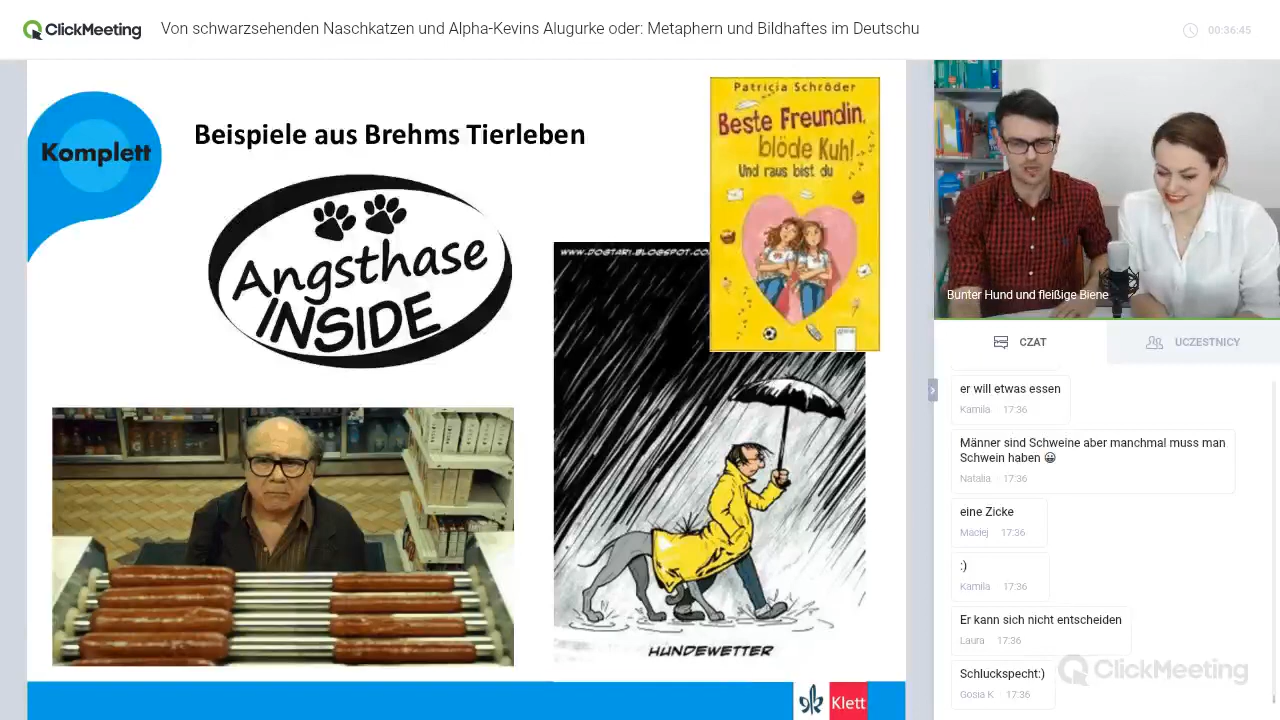 ClickMeeting
Von schwarzsehenden Naschkatzen und Alpha-Kevins Alugurke oder: Metaphern und Bildhaftes im Deutschu
00:36:45
Komplett
Beispiele aus Brehms Tierleben
Angsthase
INSIDE
Patricia Schröder
Beste Freundin,
blöde Kuh!
Und raus bist du
WWW.DOGTARI.BLOGSPOT.CO
HUNDEWETTER
Klett
Bunter Hund und fleißige Biene
CZAT
UCZESTNICY
er will etwas essen
Kamila 17:36
Männer sind Schweine aber manchmal muss man
Schwein haben 😀
Natalia 17:36
eine Zicke
Maciej 17:36
:)
Kamila 17:36
Er kann sich nicht entscheiden
Laura 17:36
Schluckspecht:)
Gosia K 17:36
ClickMeeting